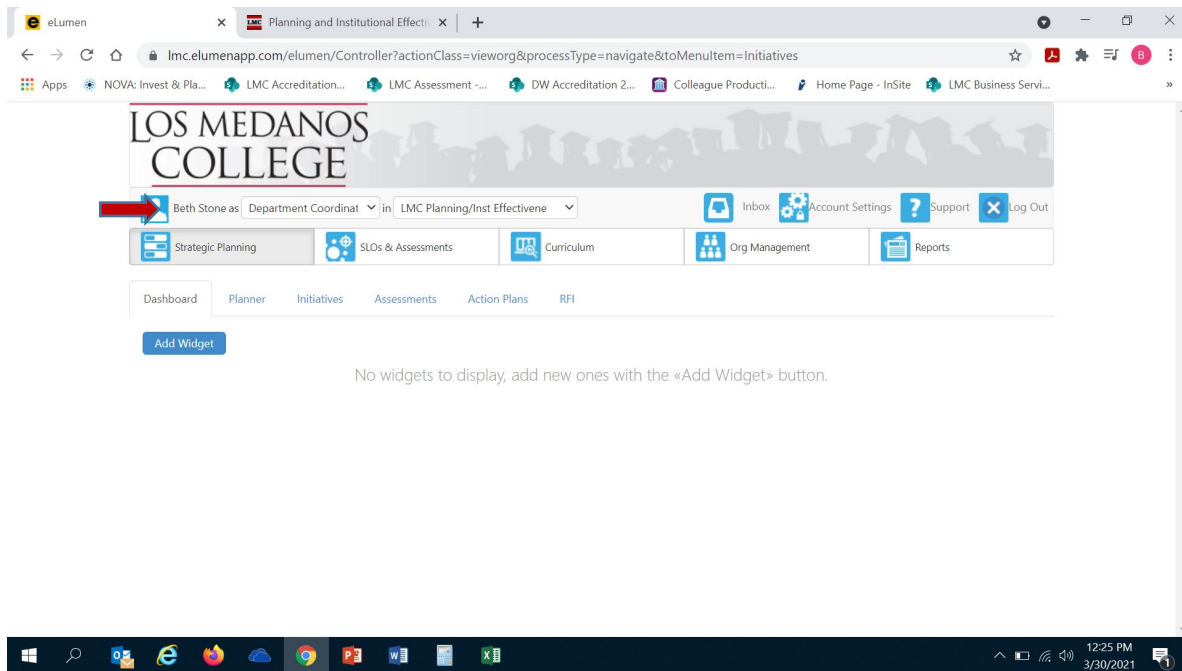 eLumen
LMC Planning and Institutional Effectiv
lmc.elumenapp.com/elumen/Controller?actionClass=vieworg&processType=navigate&toMenuItem=Initiatives
B
Apps NOVA: Invest & Pla... LMC Accreditation... LMC Assessment -... DW Accreditation 2... Colleague Producti... Home Page - InSite LMC Business Servi... »
LOS MEDANOS
COLLEGE
Beth Stone as Department Coordinat in LMC Planning/Inst Effectivene Inbox Account Settings ? Support Log Out
Strategic Planning SLOs & Assessments Curriculum Org Management Reports
Dashboard Planner Initiatives Assessments Action Plans RFI
Add Widget
No widgets to display, add new ones with the «Add Widget» button.
12:25 PM
3/30/2021
1